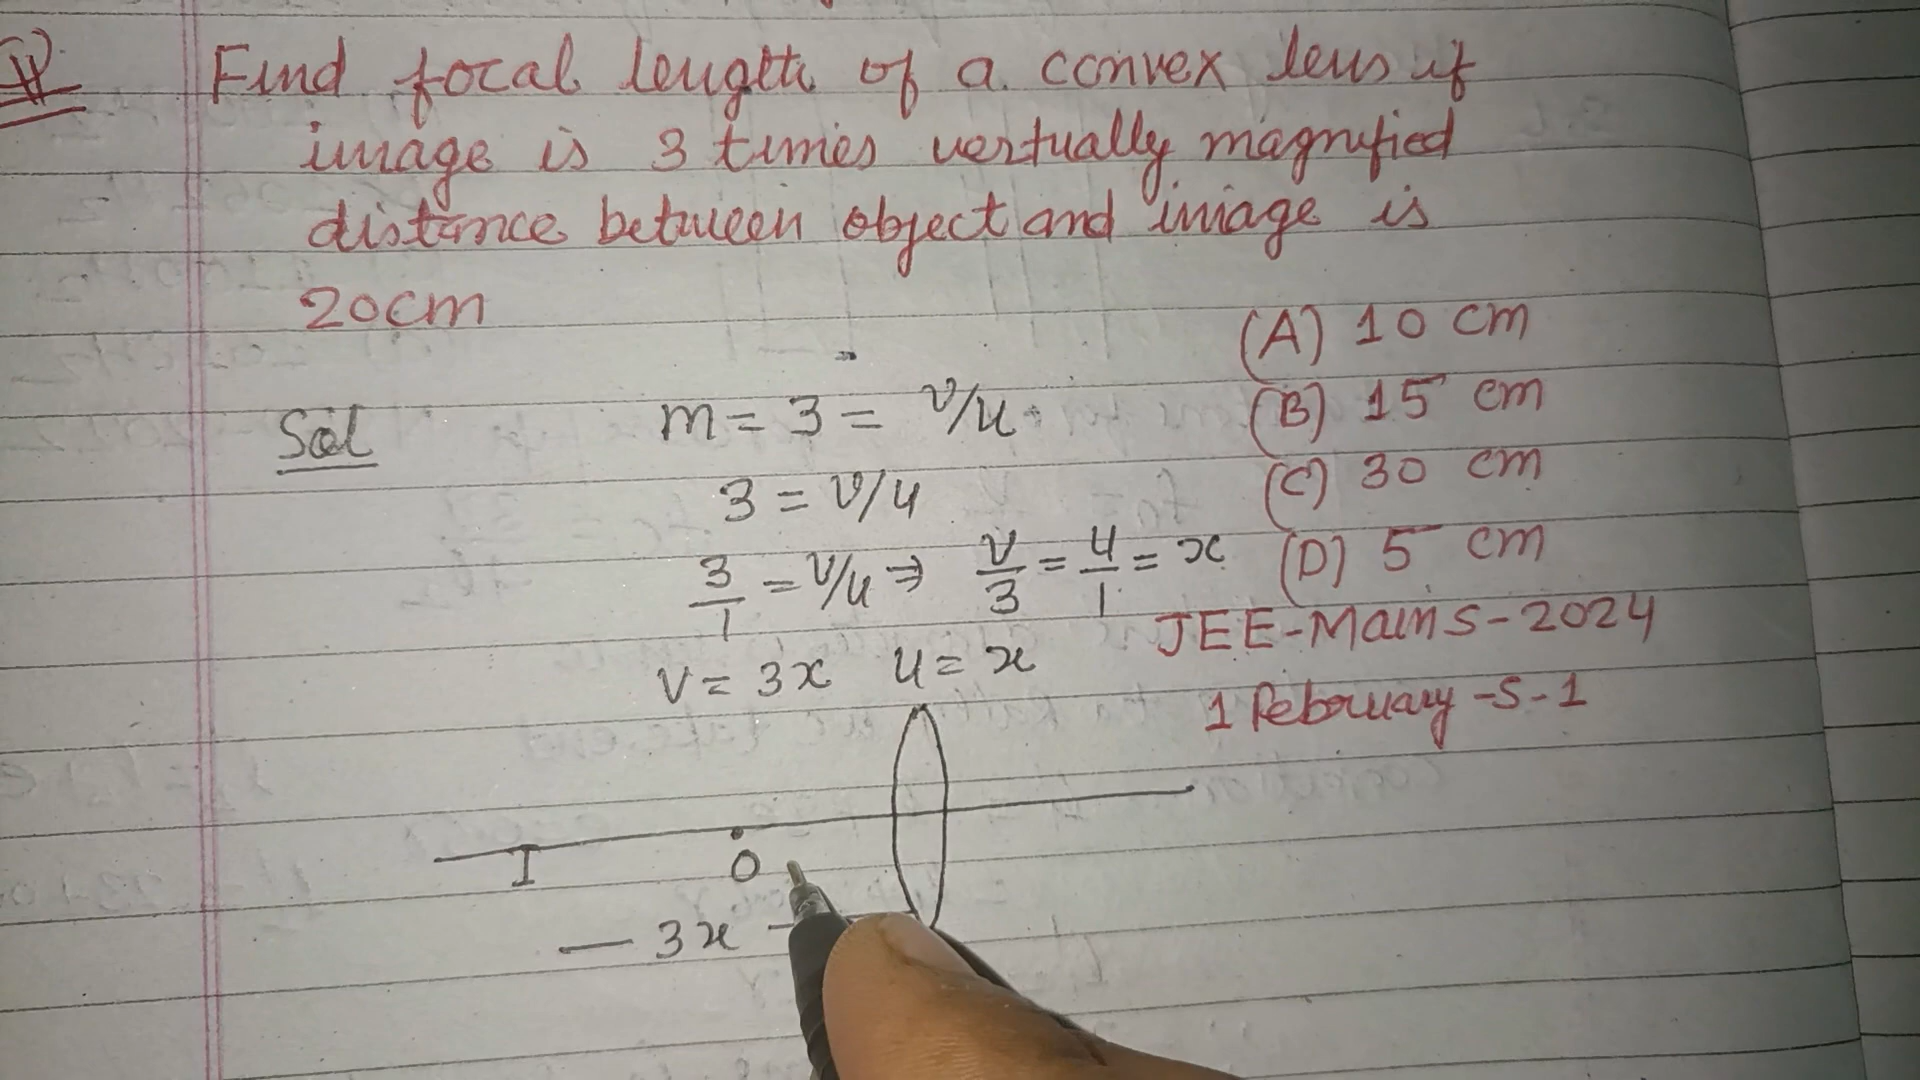 Q
Find focal length of a convex lens if
image is 3 times vertually magnified
distance between object and image is
20cm
(A) 10 cm
(B) 15 cm
(C) 30 cm
(D) 5 cm
JEE-Mains-2024
1 February -S-1
Sol
m = 3 = v/u
3 = v/u
3/1 = v/u ⇒ v/3 = u/1 = x
v = 3x u = x
I O
— 3x -